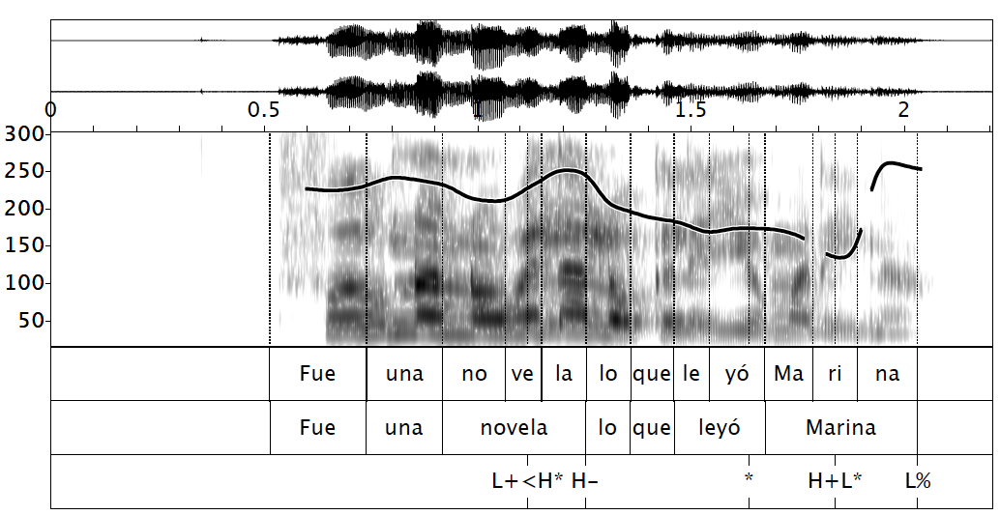 0 0.5 1 1.5 2
300
250
200
150
100
50
Fue una no ve la lo que le yó Ma ri na
Fue una novela lo que leyó Marina
L+<H* H– * H+L* L%